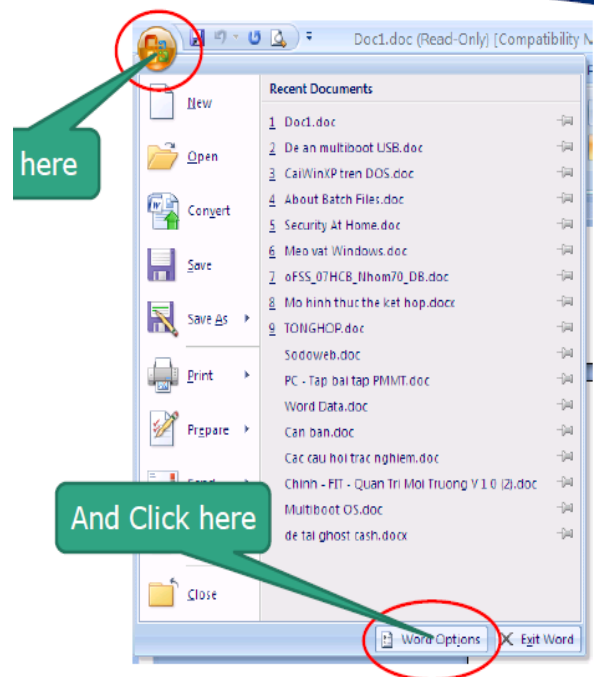 Doc1.doc (Read-Only) [Compatibility
here
New
Open
Convert
Save
Save As
Print
Prepare
Close
Recent Documents
1 Doc1.doc
2 De an multiboot USB.doc
3 CaiWinXP tren DOS.doc
4 About Batch Files.doc
5 Security At Home.doc
6 Meo vat Windows.doc
7 oFSS_07HCB_Nhom70_DB.doc
8 Mo hinh thuc the ket hop.docx
9 TONGHOP.doc
Sodoweb.doc
PC - Tap bai tap PMMT.doc
Word Data.doc
Can ban.doc
Cac cau hoi trac nghiem.doc
Chinh - FIT - Quan Tri Moi Truong V 1 0 (2).doc
Multiboot OS.doc
de tai ghost cash.docx
And Click here
Word Options
Exit Word